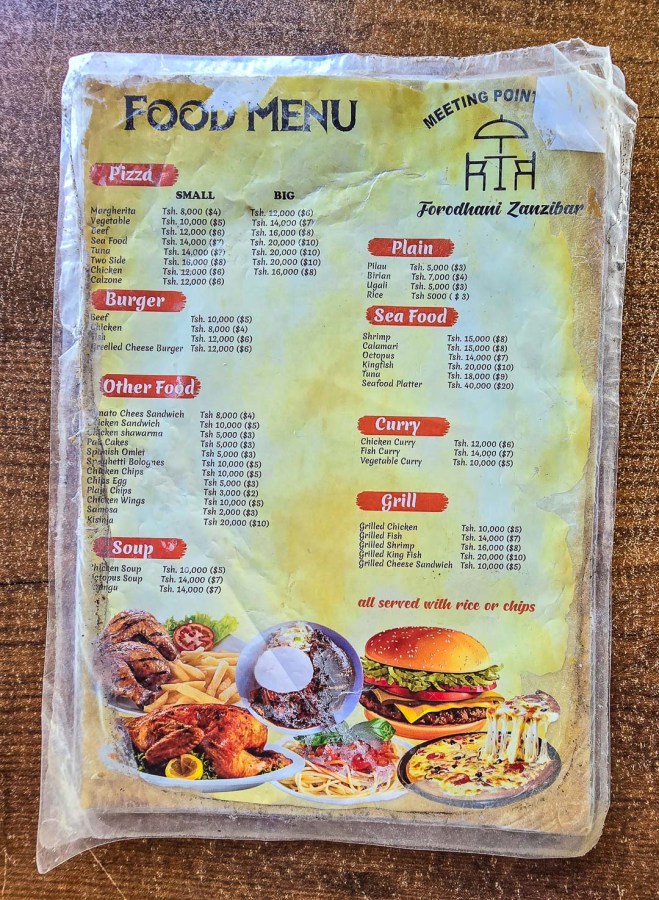 FOOD MENU
MEETING POINT
Forodhani Zanzibar
Pizza
SMALL BIG
Margherita Tsh. 8,000 ($4) Tsh. 12,000 ($6)
Vegetable Tsh. 10,000 ($5) Tsh. 14,000 ($7)
Beef Tsh. 12,000 ($6) Tsh. 16,000 ($8)
Sea Food Tsh. 14,000 Tsh. 20,000 ($10)
Tuna Tsh. 14,000 ($7) Tsh. 20,000 ($10)
Two Side Tsh. 16,000 ($8) Tsh. 20,000 ($10)
Chicken Tsh. 12,000 ($6) Tsh. 16,000 ($8)
Calzone Tsh. 12,000 ($6)
Burger
Beef Tsh. 10,000 ($5)
Chicken Tsh. 8,000 ($4)
Fish Tsh. 12,000 ($6)
Greelled Cheese Burger Tsh. 12,000 ($6)
Other Food
Chees Sandwich Tsh 8,000 ($4)
Chicken Sandwich Tsh 10,000 ($5)
Chicken shawarma Tsh 5,000 ($3)
Pan Cakes Tsh 5,000 ($3)
Spanish Omlet Tsh 5,000 ($3)
Spaghetti Bolognes Tsh 10,000 ($5)
Chicken Chips Tsh 10,000 ($5)
Chips Egg Tsh 5,000 ($3)
Plain Chips Tsh 3,000 ($2)
Chicken Wings Tsh 10,000 ($5)
Samosa Tsh 2,000 ($3)
Kisinja Tsh 20,000 ($10)
Soup
Chicken Soup Tsh. 10,000 ($5)
Octopus Soup Tsh. 14,000 ($7)
Tsh. 14,000 ($7)
Plain
Pilau Tsh. 5,000 ($3)
Birian Tsh. 7,000 ($4)
Ugali Tsh. 5,000 ($3)
Rice Tsh 5000 ( $ 3)
Sea Food
Shrimp Tsh. 15,000 ($8)
Calamari Tsh. 15,000 ($8)
Octopus Tsh. 14,000 ($7)
Kingfish Tsh. 20,000 ($10)
Tuna Tsh. 18,000 ($9)
Seafood Platter Tsh. 40,000 ($20)
Curry
Chicken Curry Tsh. 12,000 ($6)
Fish Curry Tsh. 14,000 ($7)
Vegetable Curry Tsh. 10,000 ($5)
Grill
Grilled Chicken Tsh. 10,000 ($5)
Grilled Fish Tsh. 14,000 ($7)
Grilled Shrimp Tsh. 16,000 ($8)
Grilled King Fish Tsh. 20,000 ($10)
Grilled Cheese Sandwich Tsh. 10,000 ($5)
all served with rice or chips